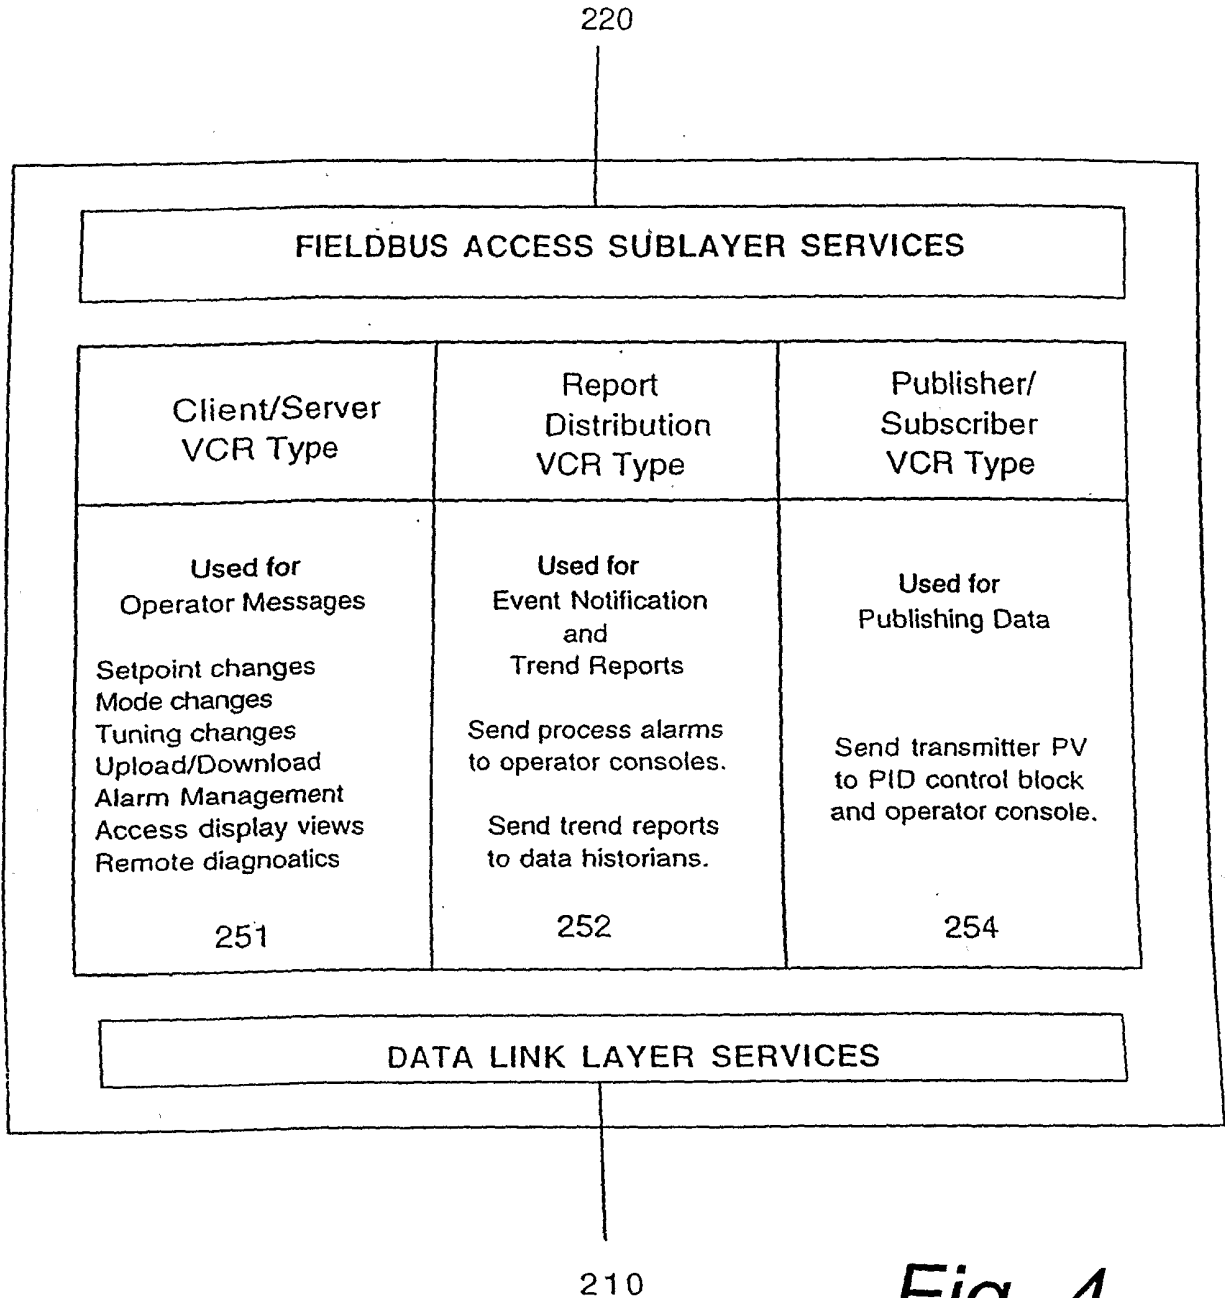 220
FIELDBUS ACCESS SUBLAYER SERVICES
Client/Server
VCR Type
Report
Distribution
VCR Type
Publisher/
Subscriber
VCR Type
Used for
Operator Messages
Setpoint changes
Mode changes
Tuning changes
Upload/Download
Alarm Management
Access display views
Remote diagnoatics
251
Used for
Event Notification
and
Trend Reports
Send process alarms
to operator consoles.
Send trend reports
to data historians.
252
Used for
Publishing Data
Send transmitter PV
to PID control block
and operator console.
254
DATA LINK LAYER SERVICES
210
Fig. 4